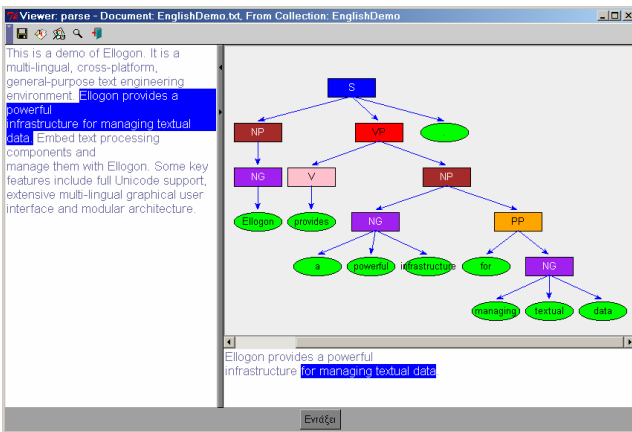 Viewer: parse - Document: EnglishDemo.txt, From Collection: EnglishDemo
This is a demo of Ellogon. It is a
multi-lingual, cross-platform,
general-purpose text engineering
environment. Ellogon provides a
powerful
infrastructure for managing textual
data. Embed text processing
components and
manage them with Ellogon. Some key
features include full Unicode support,
extensive multi-lingual graphical user
interface and modular architecture.
S
NP VP .
NG V NP
Ellogon provides NG PP
a powerful infrastructure for NG
managing textual data
Ellogon provides a powerful
infrastructure for managing textual data
Εντάξει